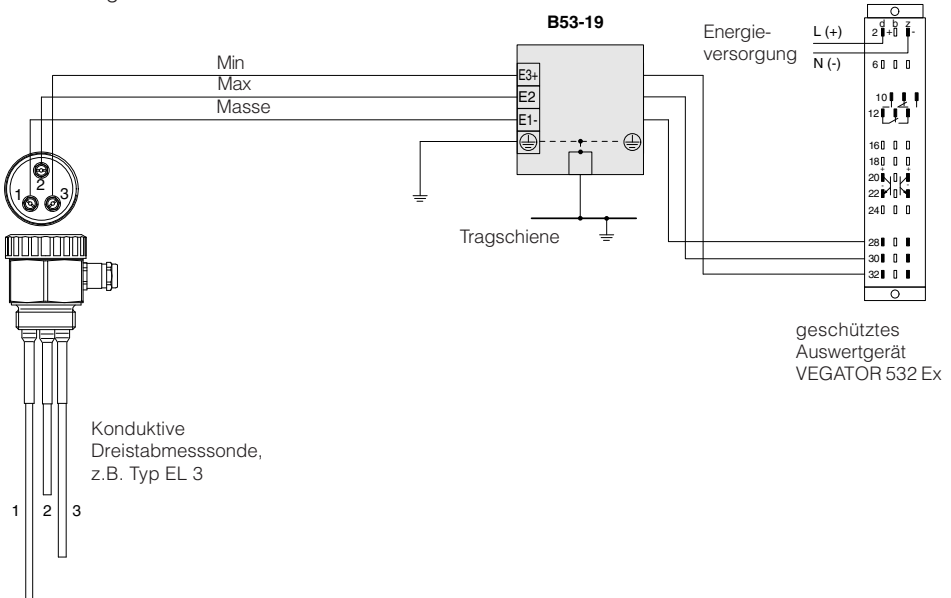 B53-19
Energie-
versorgung
L (+)
N (-)
d b z
2 + -
6
10
12
16
18
+ +
20
- -
22
24
28
30
32
Min
Max
Masse
E3+
E2
E1-
1 2 3
Tragschiene
geschütztes
Auswertgerät
VEGATOR 532 Ex
Konduktive
Dreistabmesssonde,
z.B. Typ EL 3
1 2 3